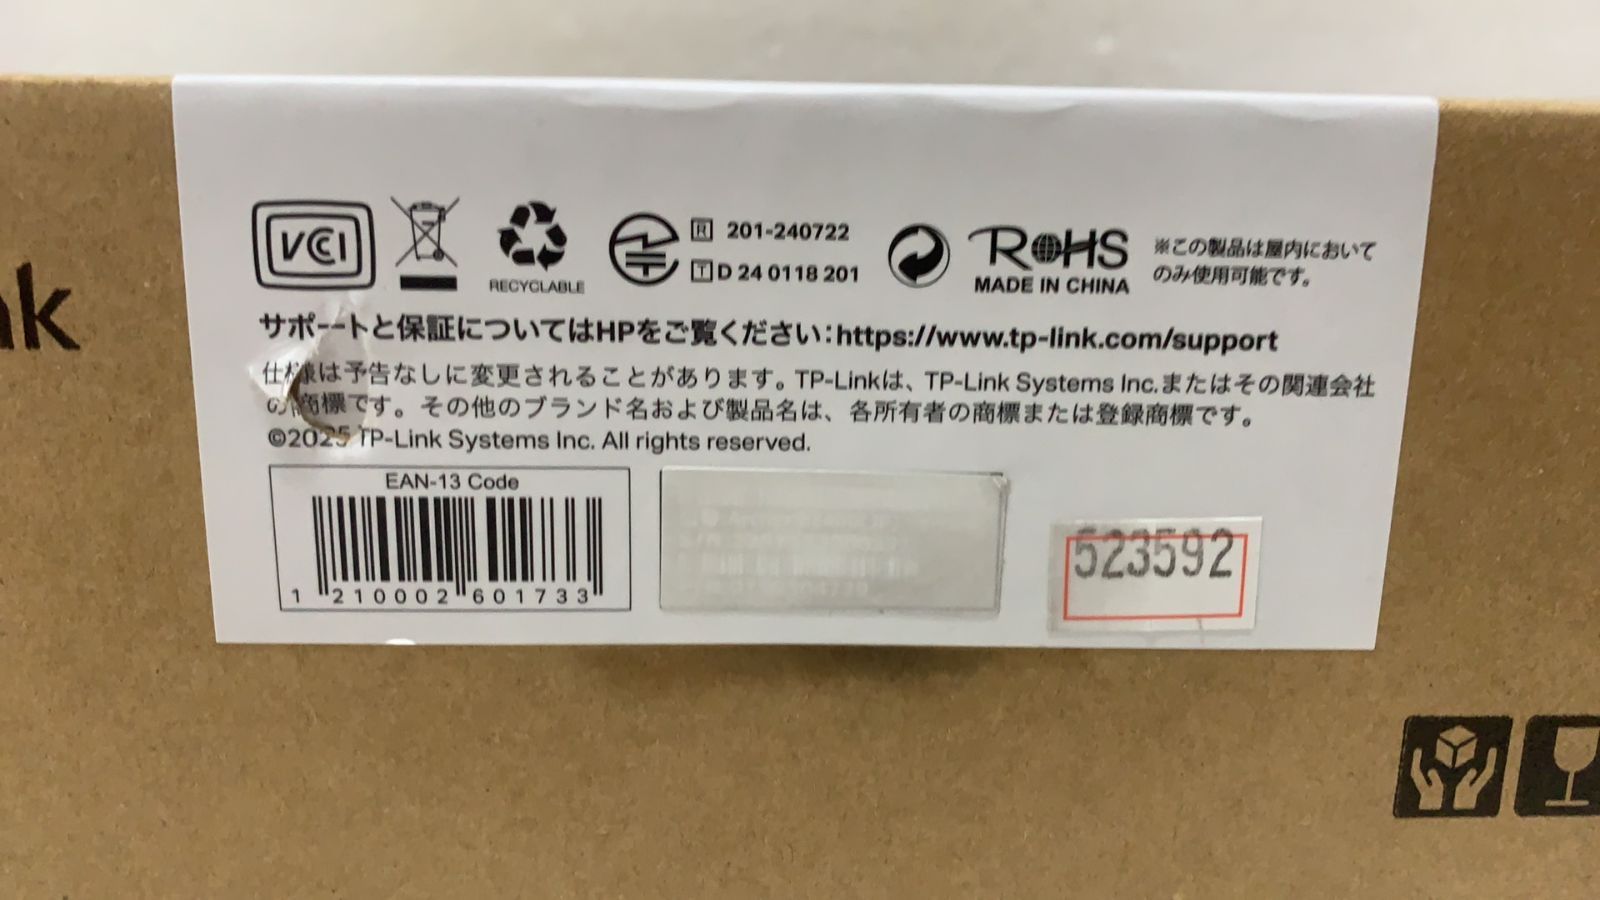 nk
VCCI
RECYCLABLE
R 201-240722
T D 24 0118 201
RoHS
MADE IN CHINA
※この製品は屋内において
のみ使用可能です。
サポートと保証についてはHPをご覧ください:https://www.tp-link.com/support
仕様は予告なしに変更されることがあります。TP-Linkは、TP-Link Systems Inc.またはその関連会社
の商標です。その他のブランド名および製品名は、各所有者の商標または登録商標です。
©2025 TP-Link Systems Inc. All rights reserved.
EAN-13 Code
1 210002 601733
523592